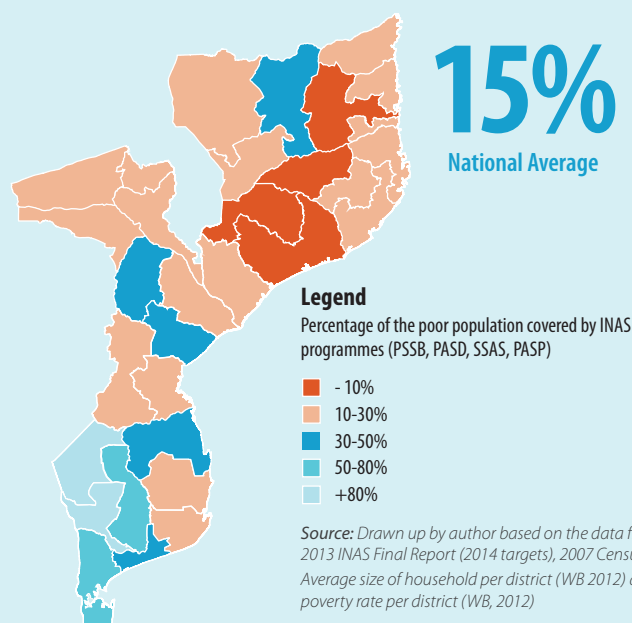 15%
National Average
Legend
Percentage of the poor population covered by INAS
programmes (PSSB, PASD, SSAS, PASP)
- 10%
10-30%
30-50%
50-80%
+80%
Source: Drawn up by author based on the data f
2013 INAS Final Report (2014 targets), 2007 Censu
Average size of household per district (WB 2012)
poverty rate per district (WB, 2012)